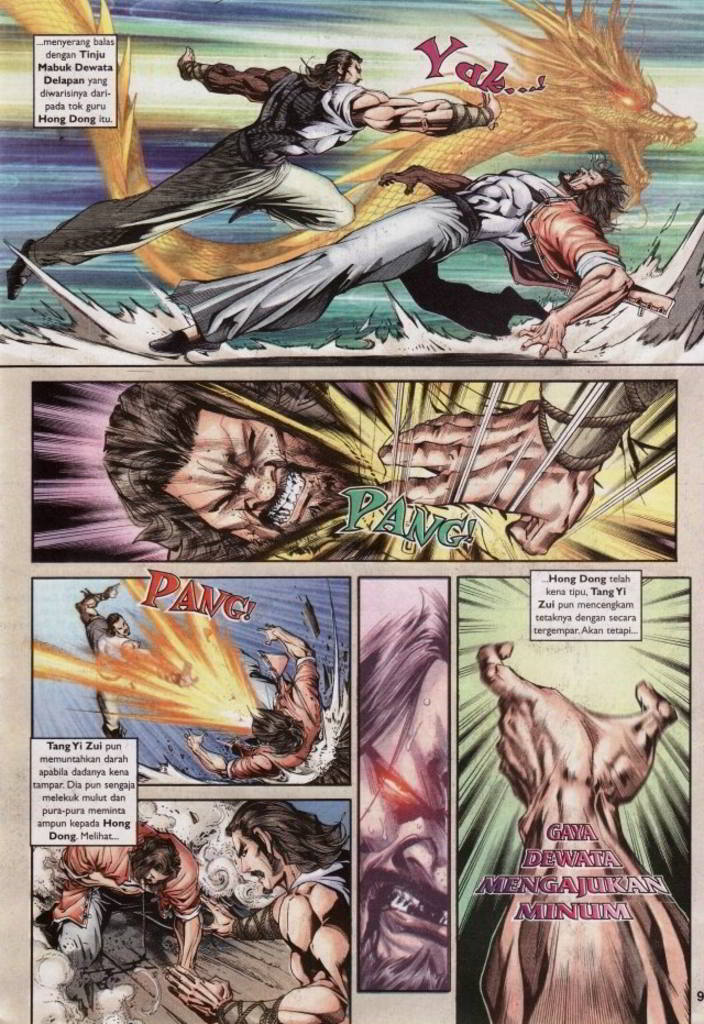 ...menyerang balas
dengan Tinju
Mabuk Dewata
Delapan yang
diwarisinya dari-
pada tok guru
Hong Dong itu.
Yak....!
PANG!
PANG!
Tang Yi Zui pun
memuntahkan darah
apabila dadanya kena
tampar. Dia pun sengaja
melekuk mulut dan
pura-pura meminta
ampun kepada Hong
Dong. Melihat...
...Hong Dong telah
kena tipu, Tang Yi
Zui pun mencengkam
tetaknya dengan secara
tergempar. Akan tetapi...
GAYA
DEWATA
MENGAJUKAN
MINUM
9